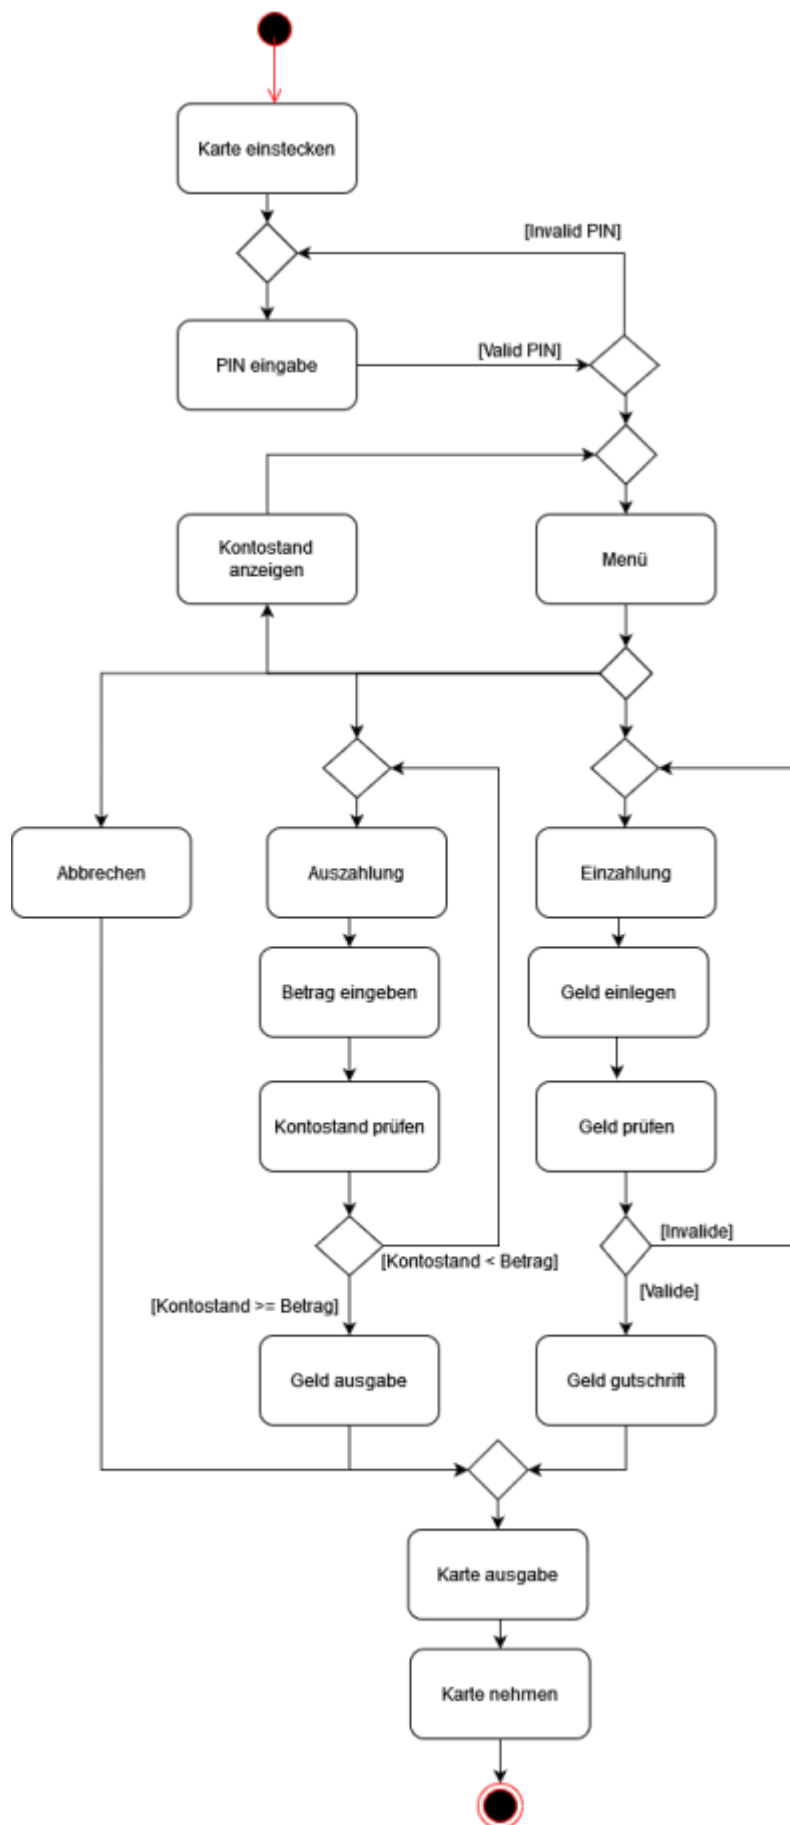 Karte einstecken
[Invalid PIN]
PIN eingabe
[Valid PIN]
Kontostand
anzeigen
Menü
Abbrechen
Auszahlung
Einzahlung
Betrag eingeben
Geld einlegen
Kontostand prüfen
Geld prüfen
[Invalide]
[Kontostand < Betrag]
[Valide]
[Kontostand >= Betrag]
Geld ausgabe
Geld gutschrift
Karte ausgabe
Karte nehmen